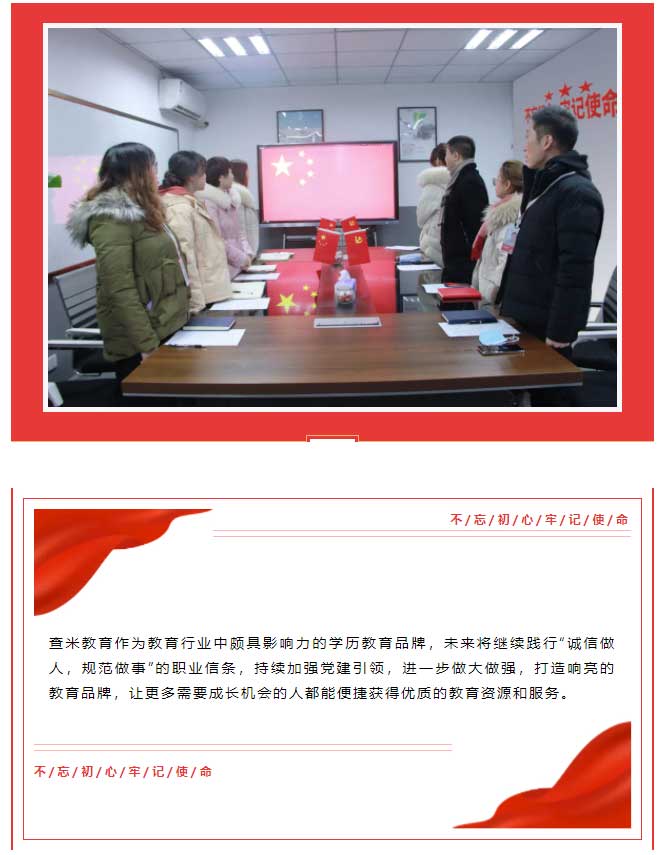 记使命
不/忘/初/心/牢/记/使/命
查米教育作为教育行业中颇具影响力的学历教育品牌，未来将继续践行“诚信做
人，规范做事”的职业信条，持续加强党建引领，进一步做大做强，打造响亮的
教育品牌，让更多需要成长机会的人都能便捷获得优质的教育资源和服务。
不/忘/初/心/牢/记/使/命